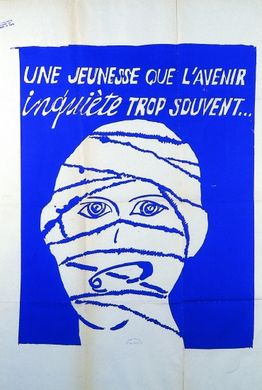 UNE JEUNESSE QUE L'AVENIR
inquiète TROP SOUVENT...